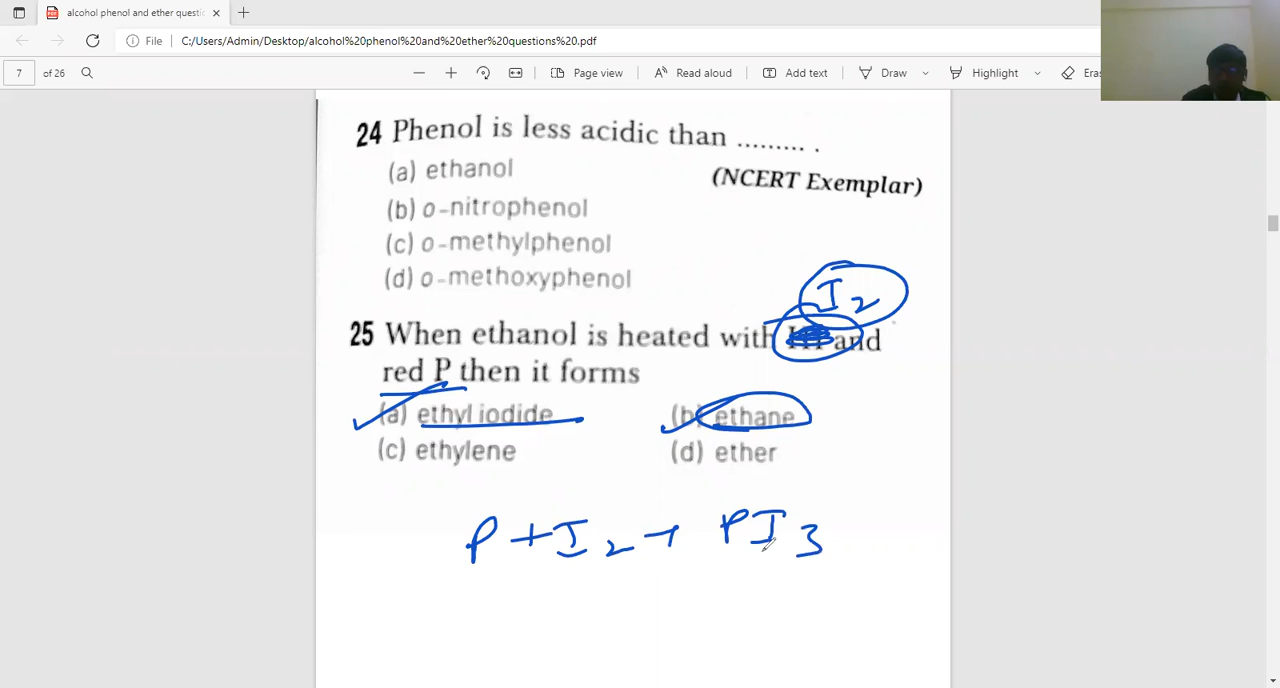 alcohol phenol and ether questi
File C:/Users/Admin/Desktop/alcohol%20phenol%20and%20ether%20questions%20.pdf
7 of 26 Page view Read aloud Add text Draw Highlight Eras
24 Phenol is less acidic than ......... .
(a) ethanol
(NCERT Exemplar)
(b) o-nitrophenol
(c) o-methylphenol
(d) o-methoxyphenol
I2
25 When ethanol is heated with and
red P then it forms
(a) ethyl iodide (b) ethane
(c) ethylene (d) ether
P + I2 → PI3